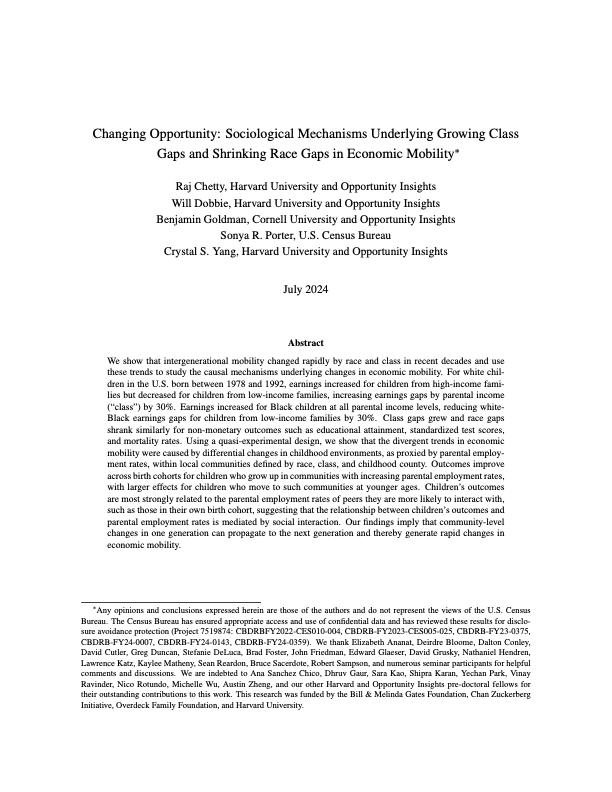 Changing Opportunity: Sociological Mechanisms Underlying Growing Class
Gaps and Shrinking Race Gaps in Economic Mobility*
Raj Chetty, Harvard University and Opportunity Insights
Will Dobbie, Harvard University and Opportunity Insights
Benjamin Goldman, Cornell University and Opportunity Insights
Sonya R. Porter, U.S. Census Bureau
Crystal S. Yang, Harvard University and Opportunity Insights
July 2024
Abstract
We show that intergenerational mobility changed rapidly by race and class in recent decades and use
these trends to study the causal mechanisms underlying changes in economic mobility. For white chil-
dren in the U.S. born between 1978 and 1992, earnings increased for children from high-income fami-
lies but decreased for children from low-income families, increasing earnings gaps by parental income
(“class”) by 30%. Earnings increased for Black children at all parental income levels, reducing white-
Black earnings gaps for children from low-income families by 30%. Class gaps grew and race gaps
shrank similarly for non-monetary outcomes such as educational attainment, standardized test scores,
and mortality rates. Using a quasi-experimental design, we show that the divergent trends in economic
mobility were caused by differential changes in childhood environments, as proxied by parental employ-
ment rates, within local communities defined by race, class, and childhood county. Outcomes improve
across birth cohorts for children who grow up in communities with increasing parental employment rates,
with larger effects for children who move to such communities at younger ages. Children’s outcomes
are most strongly related to the parental employment rates of peers they are more likely to interact with,
such as those in their own birth cohort, suggesting that the relationship between children’s outcomes and
parental employment rates is mediated by social interaction. Our findings imply that community-level
changes in one generation can propagate to the next generation and thereby generate rapid changes in
economic mobility.
*Any opinions and conclusions expressed herein are those of the authors and do not represent the views of the U.S. Census
Bureau. The Census Bureau has ensured appropriate access and use of confidential data and has reviewed these results for disclo-
sure avoidance protection (Project 7519874: CBDRBFY2022-CES010-004, CBDRB-FY2023-CES005-025, CBDRB-FY23-0375,
CBDRB-FY24-0007, CBDRB-FY24-0143, CBDRB-FY24-0359). We thank Elizabeth Ananat, Deirdre Bloome, Dalton Conley,
David Cutler, Greg Duncan, Stefanie DeLuca, Brad Foster, John Friedman, Edward Glaeser, David Grusky, Nathaniel Hendren,
Lawrence Katz, Kaylee Matheny, Sean Reardon, Bruce Sacerdote, Robert Sampson, and numerous seminar participants for helpful
comments and discussions. We are indebted to Ana Sanchez Chico, Dhruv Gaur, Sara Kao, Shipra Karan, Yechan Park, Vinay
Ravinder, Nico Rotundo, Michelle Wu, Austin Zheng, and our other Harvard and Opportunity Insights pre-doctoral fellows for
their outstanding contributions to this work. This research was funded by the Bill & Melinda Gates Foundation, Chan Zuckerberg
Initiative, Overdeck Family Foundation, and Harvard University.